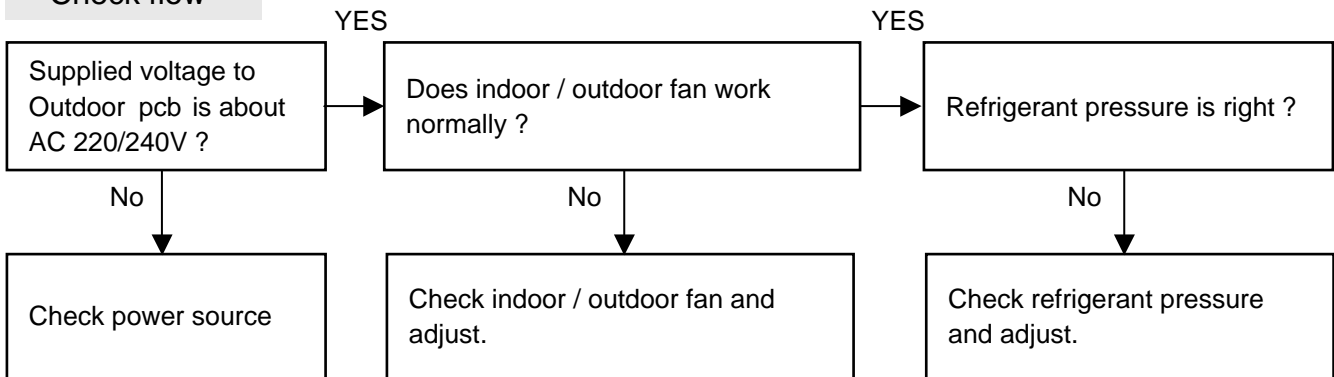 Check flow
YES
YES
Supplied voltage to
Outdoor pcb is about
AC 220/240V ?
Does indoor / outdoor fan work
normally ?
Refrigerant pressure is right ?
No
No
No
Check power source
Check indoor / outdoor fan and
adjust.
Check refrigerant pressure
and adjust.